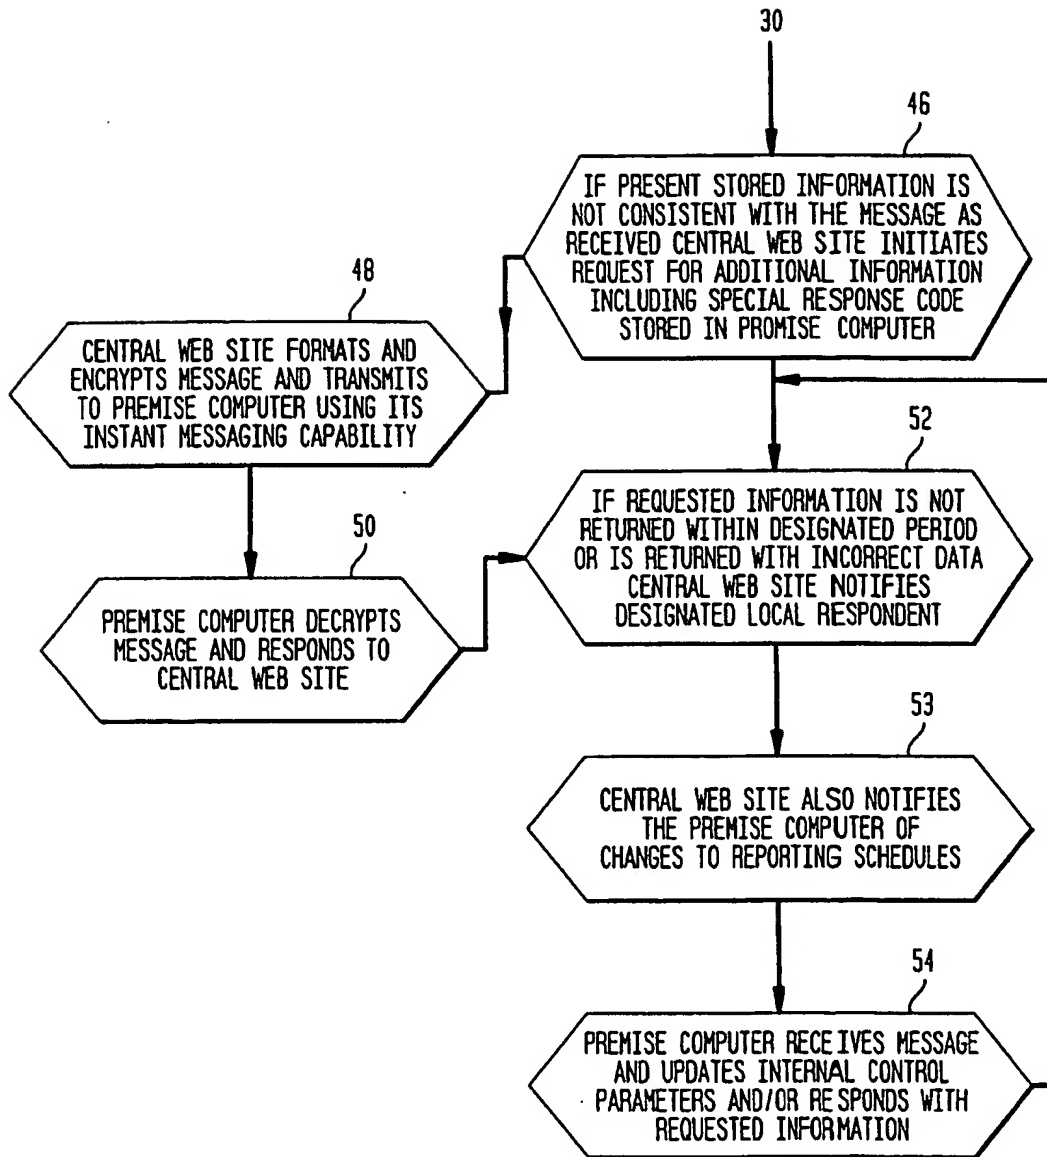 30
46
IF PRESENT STORED INFORMATION IS
NOT CONSISTENT WITH THE MESSAGE AS
RECEIVED CENTRAL WEB SITE INITIATES
REQUEST FOR ADDITIONAL INFORMATION
INCLUDING SPECIAL RESPONSE CODE
STORED IN PROMISE COMPUTER
48
CENTRAL WEB SITE FORMATS AND
ENCRYPTS MESSAGE AND TRANSMITS
TO PREMISE COMPUTER USING ITS
INSTANT MESSAGING CAPABILITY
50
PREMISE COMPUTER DECRYPTS
MESSAGE AND RESPONDS TO
CENTRAL WEB SITE
52
IF REQUESTED INFORMATION IS NOT
RETURNED WITHIN DESIGNATED PERIOD
OR IS RETURNED WITH INCORRECT DATA
CENTRAL WEB SITE NOTIFIES
DESIGNATED LOCAL RESPONDENT
53
CENTRAL WEB SITE ALSO NOTIFIES
THE PREMISE COMPUTER OF
CHANGES TO REPORTING SCHEDULES
54
PREMISE COMPUTER RECEIVES MESSAGE
AND UPDATES INTERNAL CONTROL
PARAMETERS AND/OR RESPONDS WITH
REQUESTED INFORMATION